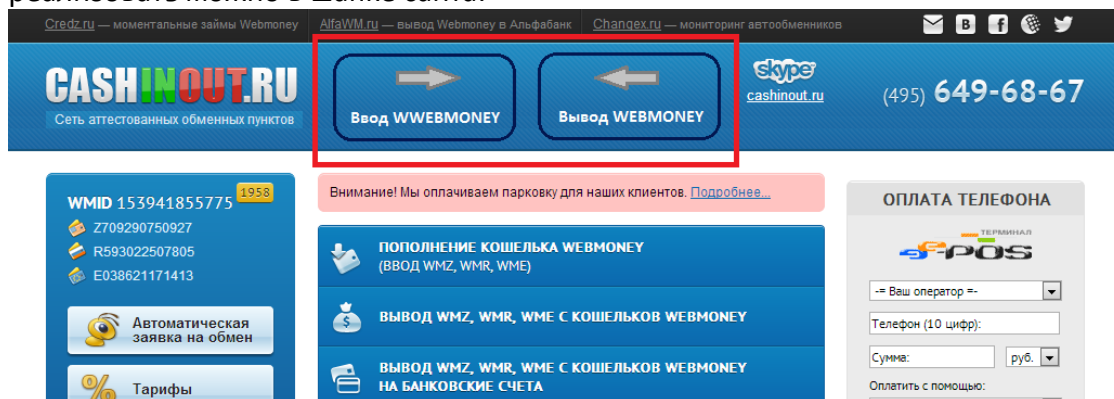 реализовать можно в шапке сайта.
Credz.ru — моментальные займы Webmoney
AlfaWM.ru — вывод Webmoney в Альфабанк
Changex.ru — мониторинг автообменников
CASHINOUT.RU
Сеть аттестованных обменных пунктов
Ввод WWEBMONEY
Вывод WEBMONEY
skype
cashinout.ru
(495) 649-68-67
WMID 153941855775 1958
Z709290750927
R593022507805
E038621171413
Автоматическая
заявка на обмен
Тарифы
Внимание! Мы оплачиваем парковку для наших клиентов. Подробнее...
ПОПОЛНЕНИЕ КОШЕЛЬКА WEBMONEY
(ВВОД WMZ, WMR, WME)
ВЫВОД WMZ, WMR, WME С КОШЕЛЬКОВ WEBMONEY
ВЫВОД WMZ, WMR, WME С КОШЕЛЬКОВ WEBMONEY
НА БАНКОВСКИЕ СЧЕТА
ОПЛАТА ТЕЛЕФОНА
ТЕРМИНАЛ
e-POS
-= Ваш оператор =-
Телефон (10 цифр):
Сумма:
руб.
Оплатить с помощью: